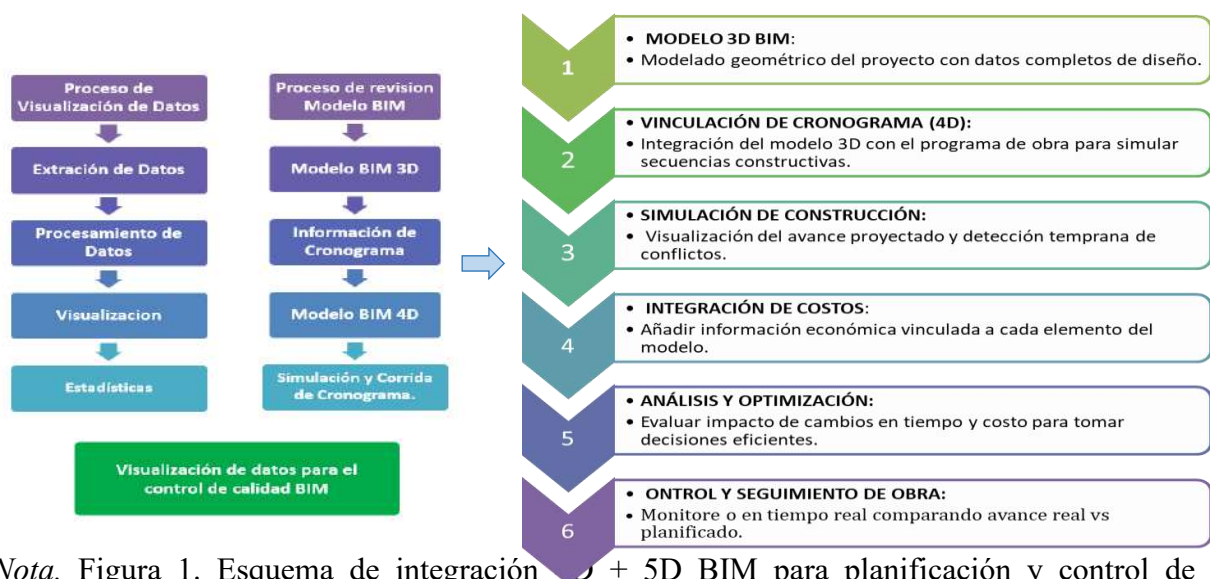 Proceso de
Visualización de Datos
Extración de Datos
Procesamiento de
Datos
Visualizacion
Estadísticas
Proceso de revision
Modelo BIM
Modelo BIM 3D
Información de
Cronograma
Modelo BIM 4D
Simulación y Corrida
de Cronograma.
Visualización de datos para el
control de calidad BIM
1
• MODELO 3D BIM:
• Modelado geométrico del proyecto con datos completos de diseño.
2
• VINCULACIÓN DE CRONOGRAMA (4D):
• Integración del modelo 3D con el programa de obra para simular
secuencias constructivas.
3
• SIMULACIÓN DE CONSTRUCCIÓN:
• Visualización del avance proyectado y detección temprana de
conflictos.
4
• INTEGRACIÓN DE COSTOS:
• Añadir información económica vinculada a cada elemento del
modelo.
5
• ANÁLISIS Y OPTIMIZACIÓN:
• Evaluar impacto de cambios en tiempo y costo para tomar
decisiones eficientes.
6
• ONTROL Y SEGUIMIENTO DE OBRA:
• Monitore o en tiempo real comparando avance real vs
planificado.
Nota. Figura 1. Esquema de integración + 5D BIM para planificación y control de